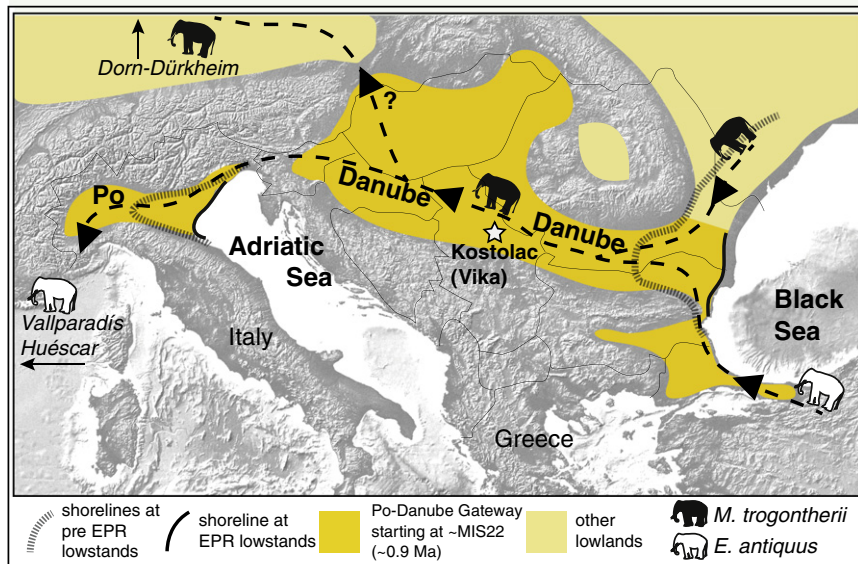 Dorn-Dürkheim
?
Po
Danube
Danube
Kostolac
(Vika)
Adriatic
Sea
Black
Sea
Vallparadís
Huéscar
Italy
Greece
shorelines at
pre EPR
lowstands
shoreline at
EPR lowstands
Po-Danube Gateway
starting at ~MIS22
(~0.9 Ma)
other
lowlands
M. trogontherii
E. antiquus